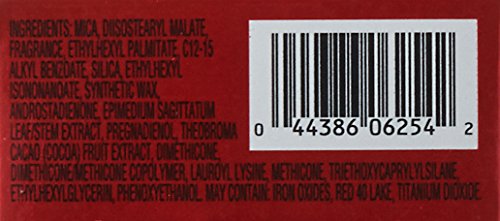 INGREDIENTS: MICA, DIISOSTEARYL MALATE,
FRAGRANCE, ETHYLHEXYL PALMITATE, C12-15
ALKYL BENZOATE, SILICA, ETHYLHEXYL
ISONONANOATE, SYNTHETIC WAX,
ANDROSTADIENONE, EPIMEDIUM SAGITTATUM
LEAF/STEM EXTRACT, PREGNADIENOL, THEOBROMA
CACAO (COCOA) FRUIT EXTRACT, DIMETHICONE,
DIMETHICONE/METHICONE COPOLYMER, LAUROYL LYSINE, METHICONE, TRIETHOXYCAPRYLYLSILANE,
ETHYLHEXYLGLYCERIN, PHENOXYETHANOL. MAY CONTAIN: IRON OXIDES, RED 40 LAKE, TITANIUM DIOXIDE.
0 44386 06254 2